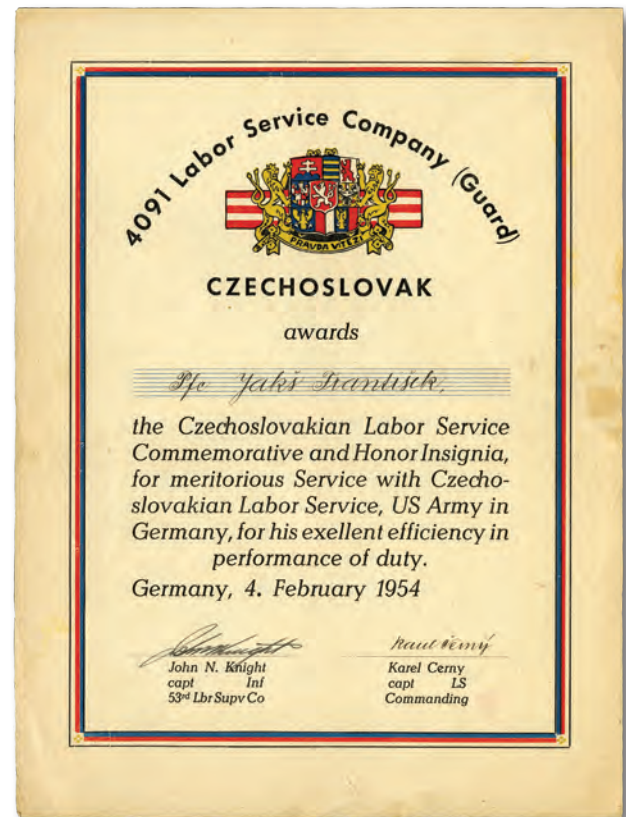 4091 Labor Service Company (Guard)
PRAVDA VÍTĚZÍ
CZECHOSLOVAK
awards
Pfc Jakš František,
the Czechoslovakian Labor Service
Commemorative and Honor Insignia,
for meritorious Service with Czecho-
slovakian Labor Service, US Army in
Germany, for his exellent efficiency in
performance of duty.
Germany, 4. February 1954
John N. Knight
capt Inf
53rd Lbr Supv Co
Karel Černý
Karel Cerny
capt LS
Commanding